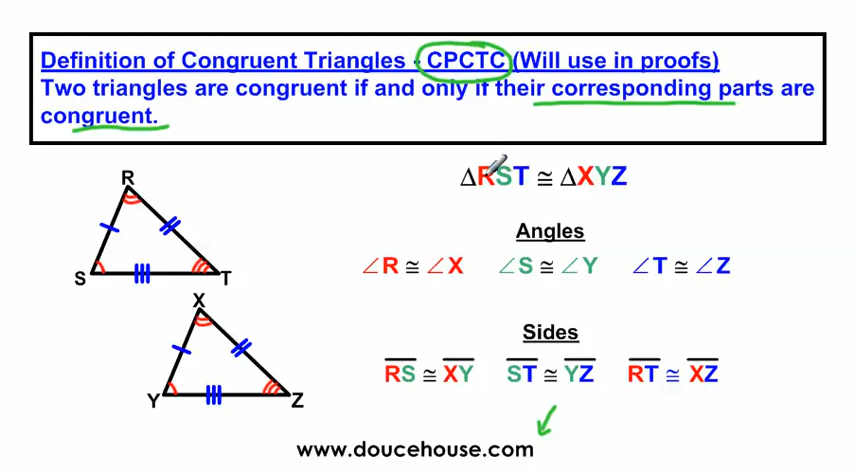 Definition of Congruent Triangles - CPCTC (Will use in proofs)
Two triangles are congruent if and only if their corresponding parts are
congruent.
R
S
T
X
Y
Z
ΔRST ≅ ΔXYZ
Angles
∠R ≅ ∠X ∠S ≅ ∠Y ∠T ≅ ∠Z
Sides
RS ≅ XY ST ≅ YZ RT ≅ XZ
www.doucehouse.com